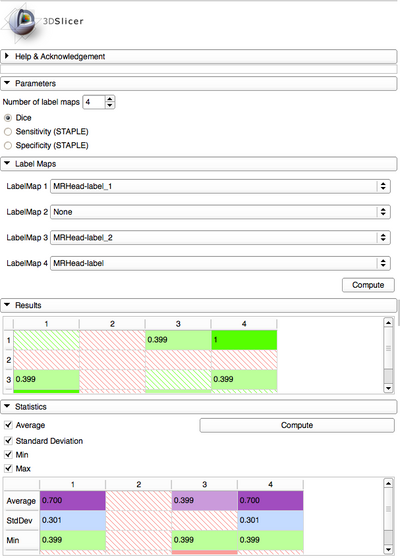 3DSlicer
Help & Acknowledgement
Parameters
Number of label maps 4
Dice
Sensitivity (STAPLE)
Specificity (STAPLE)
Label Maps
LabelMap 1 MRHead-label_1
LabelMap 2 None
LabelMap 3 MRHead-label_2
LabelMap 4 MRHead-label
Compute
Results
1 2 3 4
1 0.399 1
2
3 0.399 0.399
Statistics
Average Compute
Standard Deviation
Min
Max
1 2 3 4
Average 0.700 0.399 0.700
StdDev 0.301 0.301
Min 0.399 0.399 0.399